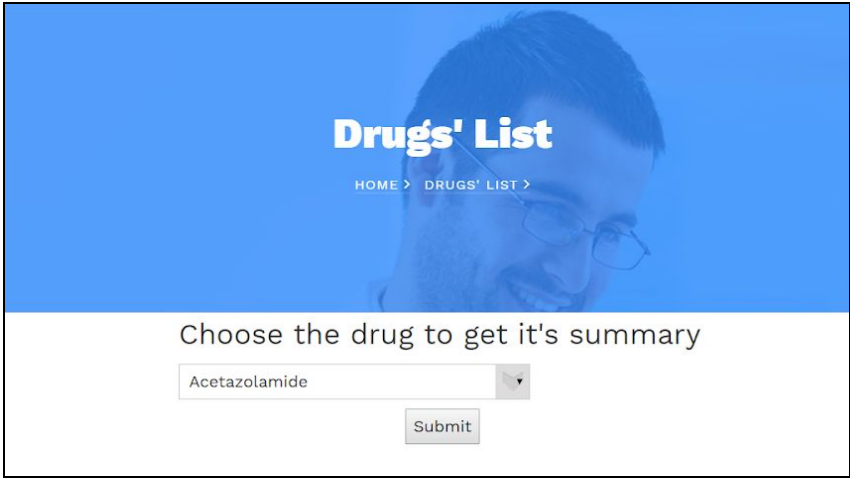 Drugs' List
HOME > DRUGS' LIST >
Choose the drug to get it's summary
Acetazolamide
Submit